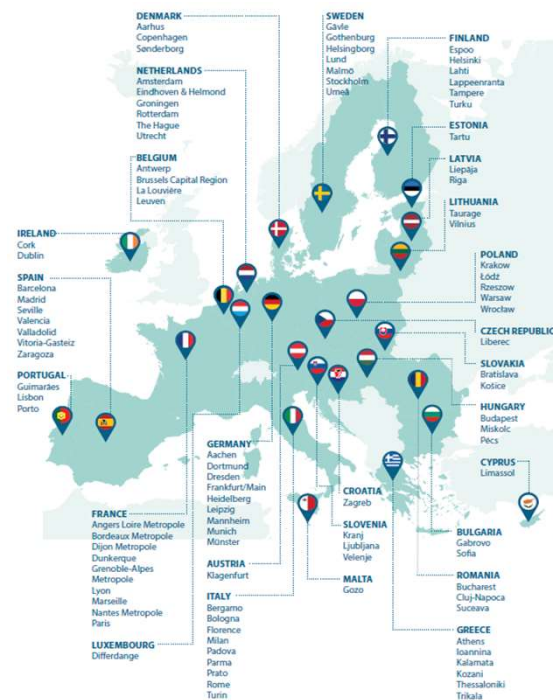 DENMARK
Aarhus
Copenhagen
Sønderborg
NETHERLANDS
Amsterdam
Eindhoven & Helmond
Groningen
Rotterdam
The Hague
Utrecht
BELGIUM
Antwerp
Brussels Capital Region
La Louvière
Leuven
IRELAND
Cork
Dublin
SPAIN
Barcelona
Madrid
Seville
Valencia
Valladolid
Vitoria-Gasteiz
Zaragoza
PORTUGAL
Guimarães
Lisbon
Porto
SWEDEN
Gävle
Gothenburg
Helsingborg
Lund
Malmö
Stockholm
Umeå
FINLAND
Espoo
Helsinki
Lahti
Lappeenranta
Tampere
Turku
ESTONIA
Tartu
LATVIA
Liepāja
Riga
LITHUANIA
Taurage
Vilnius
POLAND
Krakow
Łódź
Rzeszow
Warsaw
Wrocław
CZECH REPUBLIC
Liberec
SLOVAKIA
Bratislava
Košice
HUNGARY
Budapest
Miskolc
Pécs
CYPRUS
Limassol
GERMANY
Aachen
Dortmund
Dresden
Frankfurt/Main
Heidelberg
Leipzig
Mannheim
Munich
Münster
AUSTRIA
Klagenfurt
ITALY
Bergamo
Bologna
Florence
Milan
Padova
Parma
Prato
Rome
Turin
FRANCE
Angers Loire Metropole
Bordeaux Metropole
Dijon Metropole
Dunkerque
Grenoble-Alpes
Metropole
Lyon
Marseille
Nantes Metropole
Paris
LUXEMBOURG
Differdange
CROATIA
Zagreb
SLOVENIA
Kranj
Ljubljana
Velenje
MALTA
Gozo
BULGARIA
Gabrovo
Sofia
ROMANIA
Bucharest
Cluj-Napoca
Suceava
GREECE
Athens
Ioannina
Kalamata
Kozani
Thessaloniki
Trikala